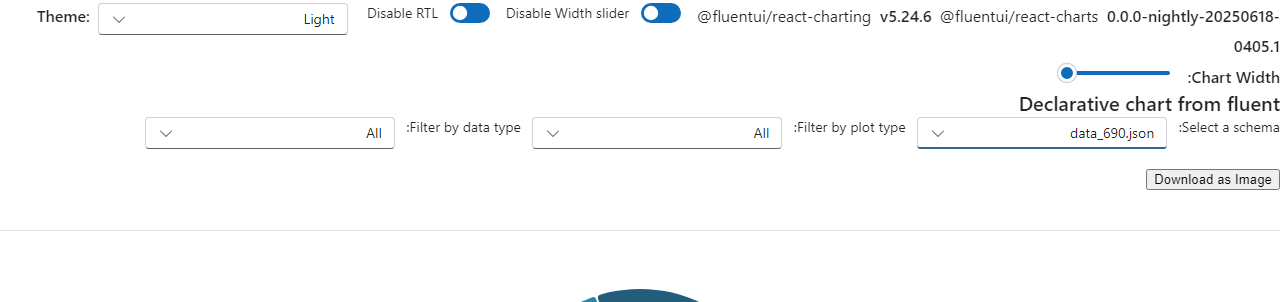 Theme: Light Disable RTL Disable Width slider @fluentui/react-charting v5.24.6 @fluentui/react-charts 0.0.0-nightly-20250618-
0405.1
:Chart Width
Declarative chart from fluent
:Select a schema data_690.json :Filter by plot type All :Filter by data type All
Download as Image